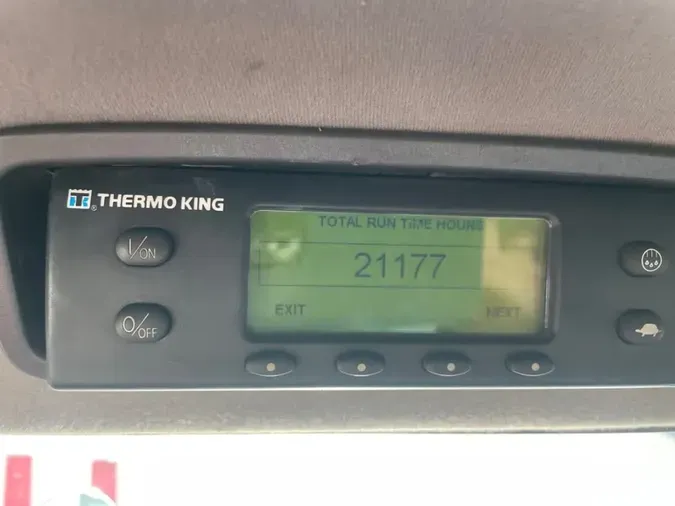 THERMO KING
TOTAL RUN TIME HOURS
I/ON
21177
O/OFF
EXIT
NEXT